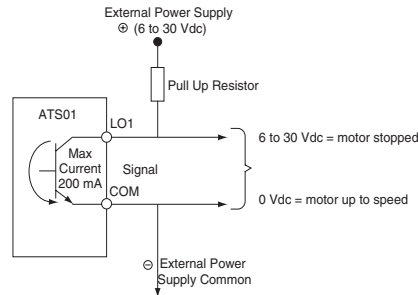 External Power Supply
⊕ (6 to 30 Vdc)
Pull Up Resistor
ATS01
LO1
6 to 30 Vdc = motor stopped
Max
Current
200 mA
Signal
COM
0 Vdc = motor up to speed
⊖ External Power
Supply Common